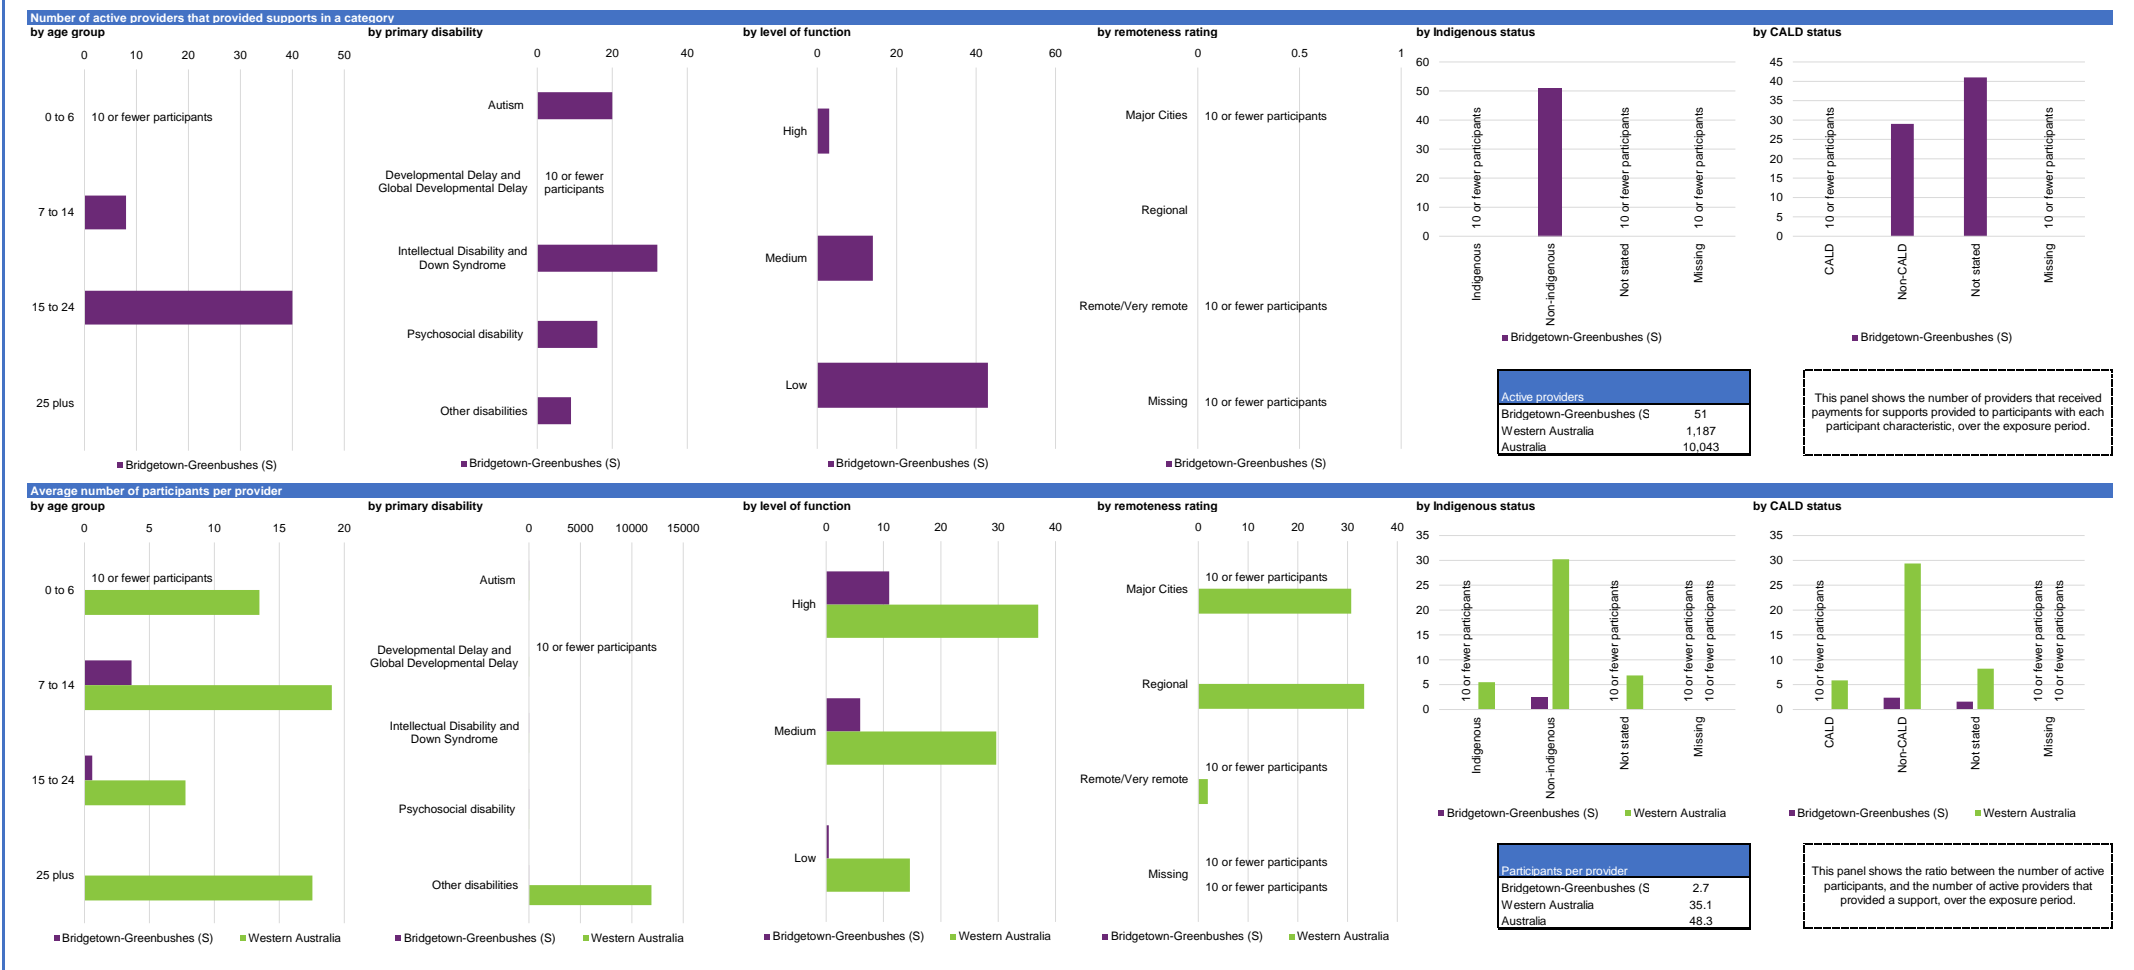 Number of active providers that provided supports in a category
by age group
0 10 20 30 40 50
0 to 6
10 or fewer participants
7 to 14
15 to 24
25 plus
Bridgetown-Greenbushes (S)
by primary disability
0 20 40
Autism
Developmental Delay and
Global Developmental Delay
10 or fewer
participants
Intellectual Disability and
Down Syndrome
Psychosocial disability
Other disabilities
Bridgetown-Greenbushes (S)
by level of function
0 20 40 60
High
Medium
Low
Bridgetown-Greenbushes (S)
by remoteness rating
0 0.5 1
Major Cities
10 or fewer participants
Regional
Remote/Very remote
10 or fewer participants
Missing
10 or fewer participants
Bridgetown-Greenbushes (S)
by Indigenous status
60
50
40
30
20
10
0
10 or fewer participants
10 or fewer participants
10 or fewer participants
Indigenous
Non-indigenous
Not stated
Missing
Bridgetown-Greenbushes (S)
by CALD status
45
40
35
30
25
20
15
10
5
0
10 or fewer participants
10 or fewer participants
CALD
Non-CALD
Not stated
Missing
Bridgetown-Greenbushes (S)
Active providers
Bridgetown-Greenbushes (S 51
Western Australia 1,187
Australia 10,043
This panel shows the number of providers that received
payments for supports provided to participants with each
participant characteristic, over the exposure period.
Average number of participants per provider
by age group
0 5 10 15 20
0 to 6
10 or fewer participants
7 to 14
15 to 24
25 plus
Bridgetown-Greenbushes (S) Western Australia
by primary disability
0 5000 10000 15000
Autism
Developmental Delay and
Global Developmental Delay
10 or fewer participants
Intellectual Disability and
Down Syndrome
Psychosocial disability
Other disabilities
Bridgetown-Greenbushes (S) Western Australia
by level of function
0 10 20 30 40
High
Medium
Low
Bridgetown-Greenbushes (S) Western Australia
by remoteness rating
0 10 20 30 40
Major Cities
10 or fewer participants
Regional
Remote/Very remote
10 or fewer participants
Missing
10 or fewer participants
10 or fewer participants
Bridgetown-Greenbushes (S) Western Australia
by Indigenous status
35
30
25
20
15
10
5
0
10 or fewer participants
10 or fewer participants
10 or fewer participants
10 or fewer participants
Indigenous
Non-indigenous
Not stated
Missing
Bridgetown-Greenbushes (S) Western Australia
by CALD status
35
30
25
20
15
10
5
0
10 or fewer participants
10 or fewer participants
10 or fewer participants
CALD
Non-CALD
Not stated
Missing
Bridgetown-Greenbushes (S) Western Australia
Participants per provider
Bridgetown-Greenbushes (S 2.7
Western Australia 35.1
Australia 48.3
This panel shows the ratio between the number of active
participants, and the number of active providers that
provided a support, over the exposure period.